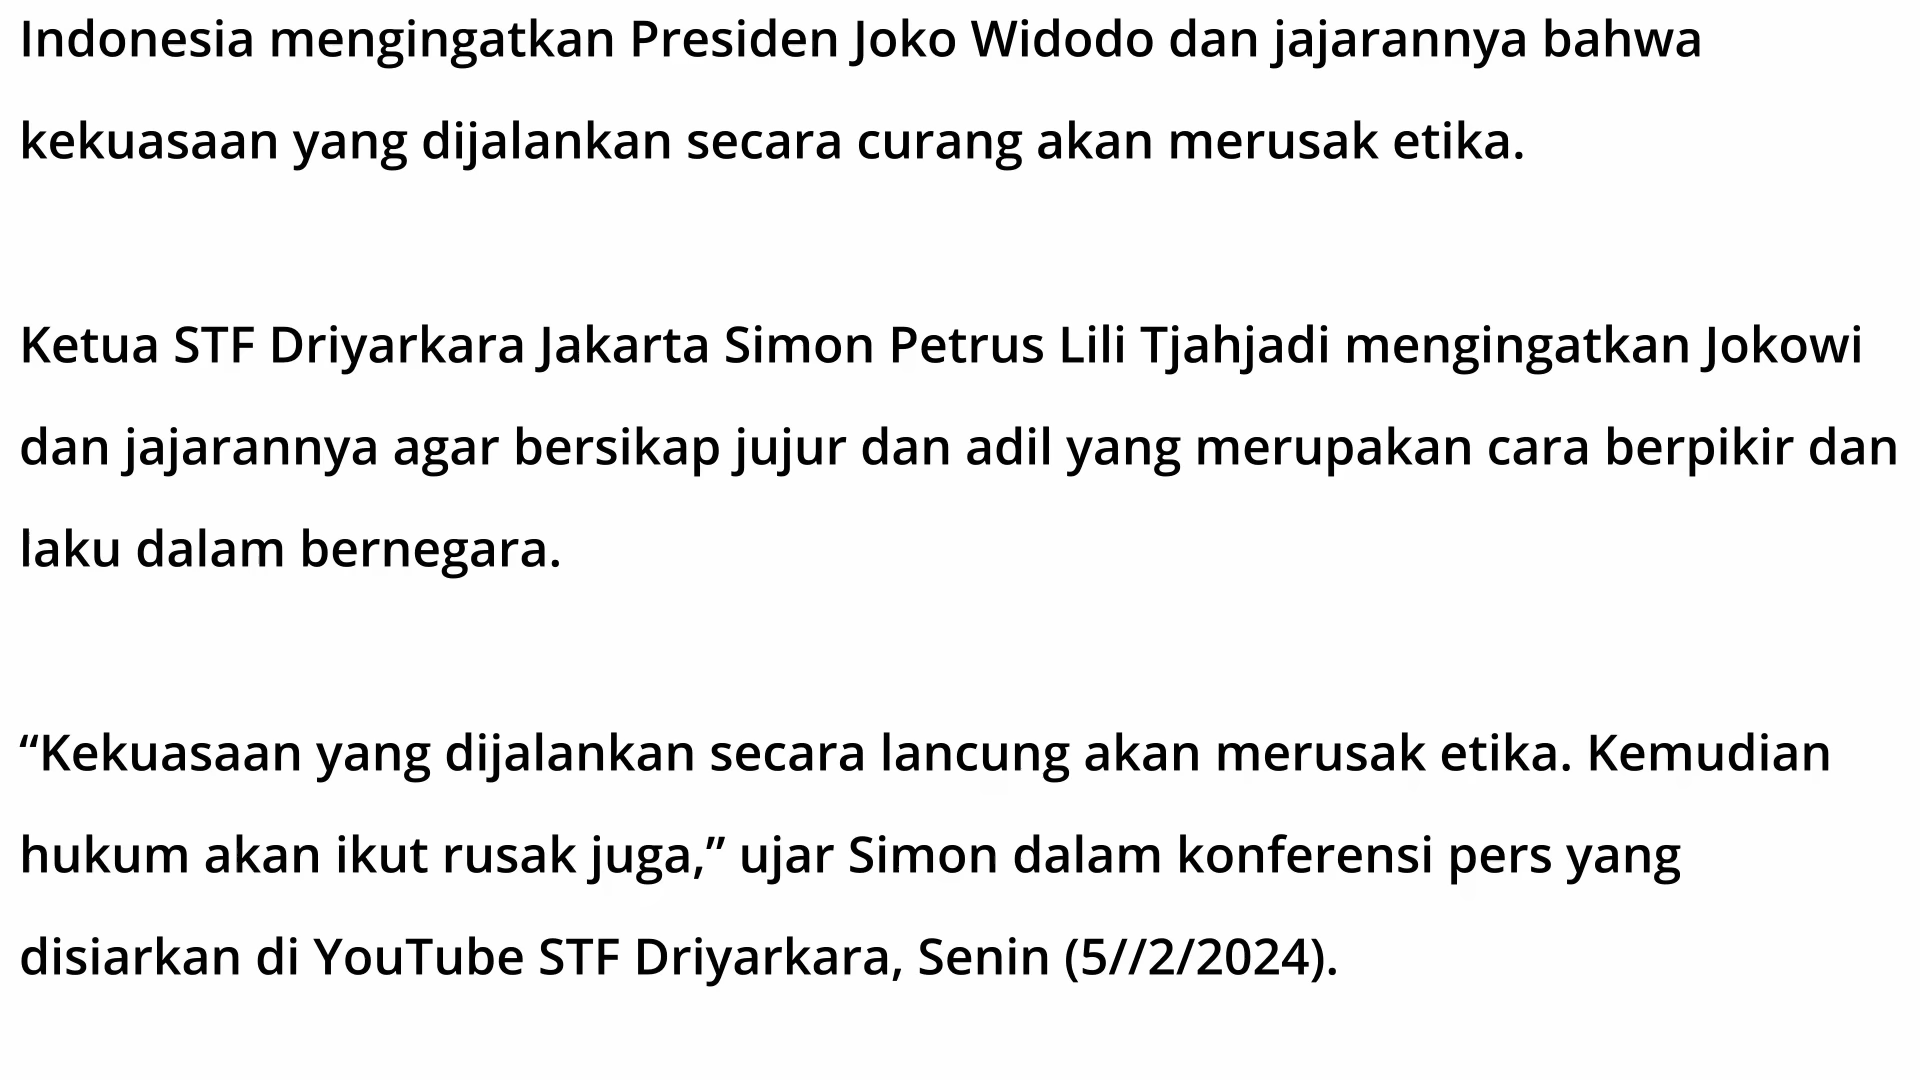 Indonesia mengingatkan Presiden Joko Widodo dan jajarannya bahwa
kekuasaan yang dijalankan secara curang akan merusak etika.
Ketua STF Driyarkara Jakarta Simon Petrus Lili Tjahjadi mengingatkan Jokowi
dan jajarannya agar bersikap jujur dan adil yang merupakan cara berpikir dan
laku dalam bernegara.
“Kekuasaan yang dijalankan secara lancung akan merusak etika. Kemudian
hukum akan ikut rusak juga,” ujar Simon dalam konferensi pers yang
disiarkan di YouTube STF Driyarkara, Senin (5//2/2024).